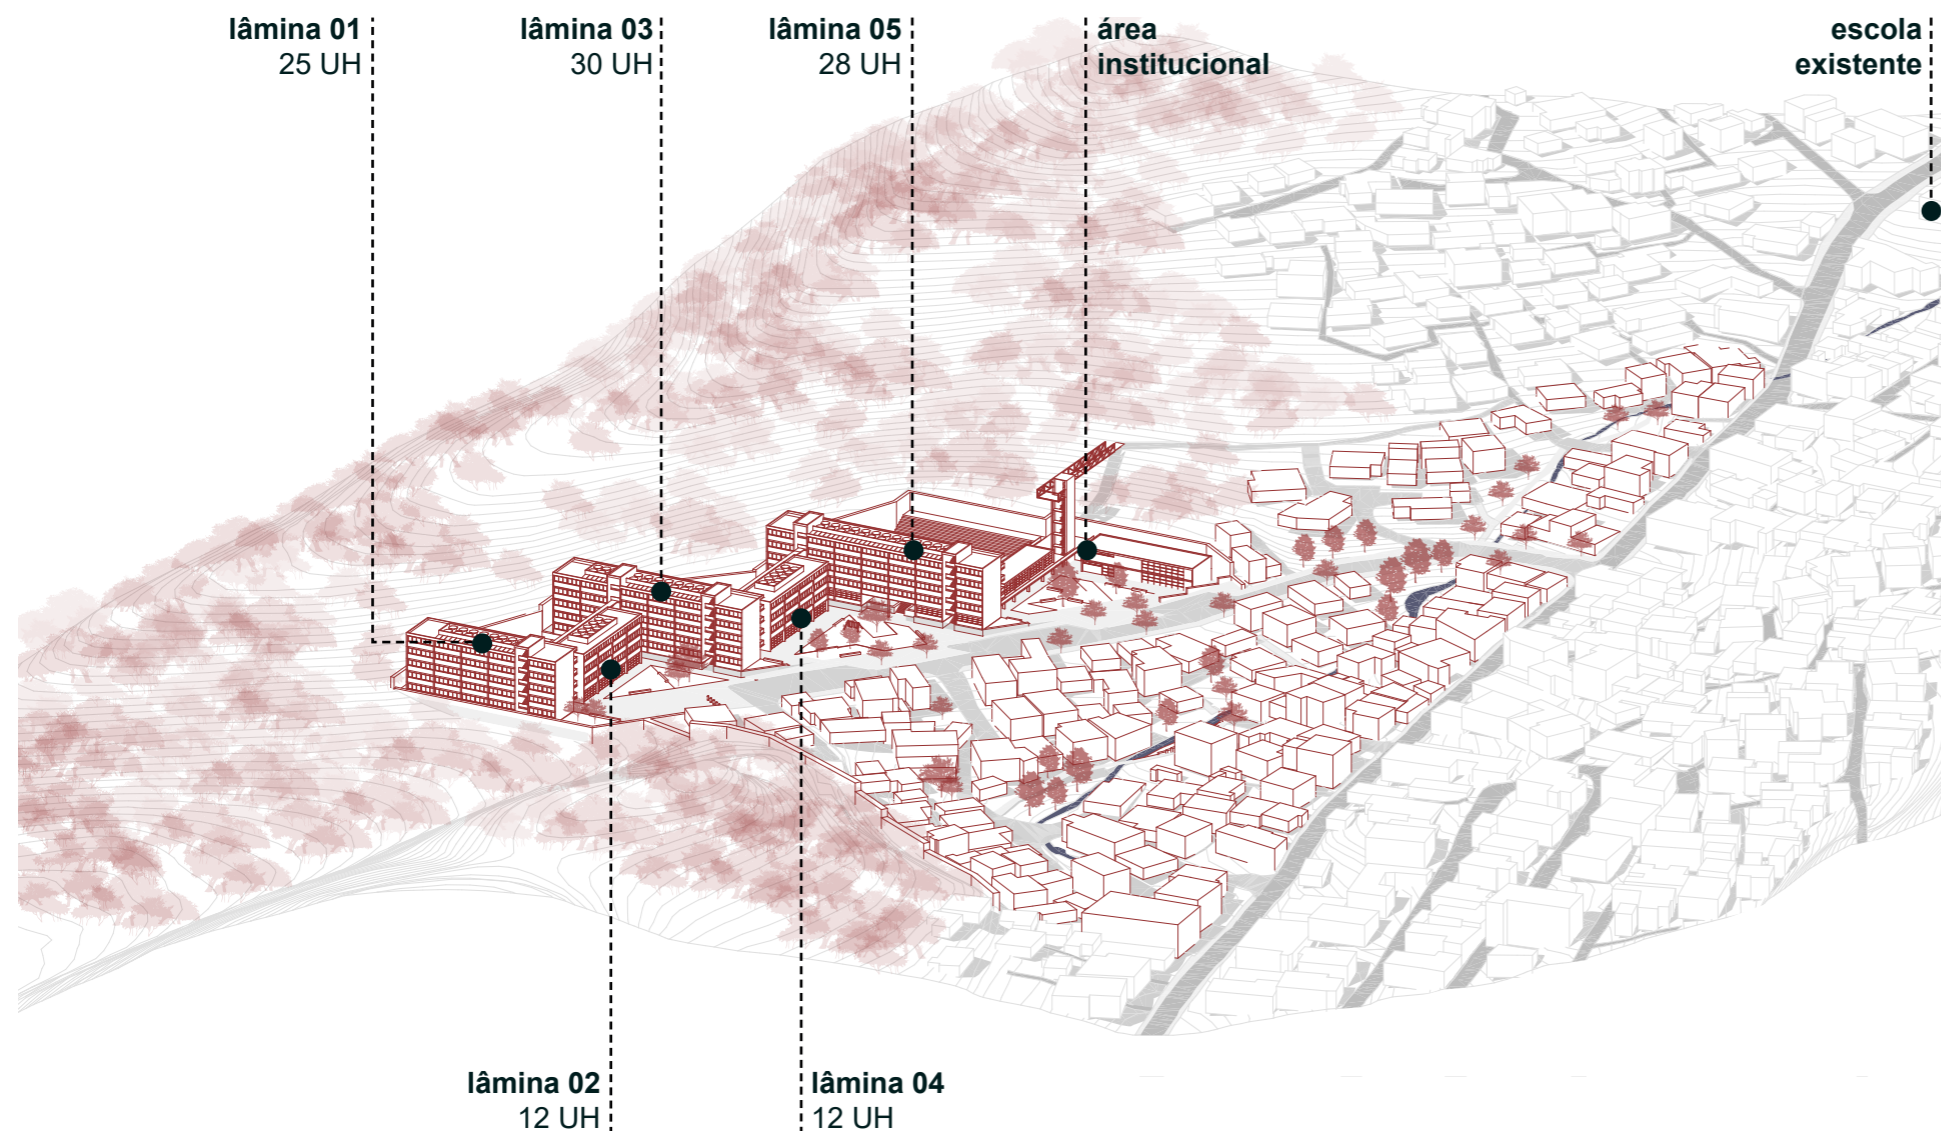 lâmina 01
25 UH
lâmina 03
30 UH
lâmina 05
28 UH
área
institucional
escola
existente
lâmina 02
12 UH
lâmina 04
12 UH